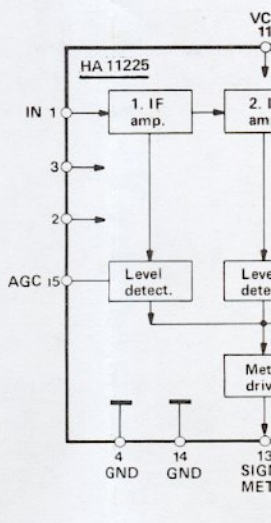 VC
11
HA 11225
IN 1
1. IF
amp.
2. I
am
3
2
AGC 15
Level
detect.
Leve
dete
Met
driv
4
GND
14
GND
13
SIGN
MET